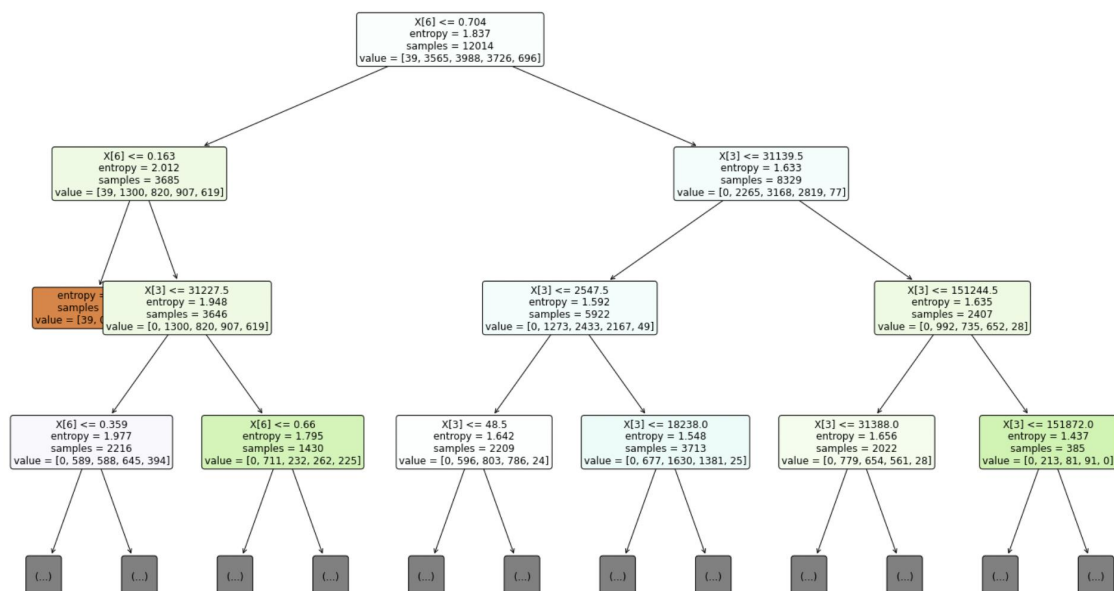 X[6] <= 0.704
entropy = 1.837
samples = 12014
value = [39, 3565, 3988, 3726, 696]
X[6] <= 0.163
entropy = 2.012
samples = 3685
value = [39, 1300, 820, 907, 619]
X[3] <= 31139.5
entropy = 1.633
samples = 8329
value = [0, 2265, 3168, 2819, 77]
entropy =
samples
value = [39,
X[3] <= 31227.5
entropy = 1.948
samples = 3646
value = [0, 1300, 820, 907, 619]
X[3] <= 2547.5
entropy = 1.592
samples = 5922
value = [0, 1273, 2433, 2167, 49]
X[3] <= 151244.5
entropy = 1.635
samples = 2407
value = [0, 992, 735, 652, 28]
X[6] <= 0.359
entropy = 1.977
samples = 2216
value = [0, 589, 588, 645, 394]
X[6] <= 0.66
entropy = 1.795
samples = 1430
value = [0, 711, 232, 262, 225]
X[3] <= 48.5
entropy = 1.642
samples = 2209
value = [0, 596, 803, 786, 24]
X[3] <= 18238.0
entropy = 1.548
samples = 3713
value = [0, 677, 1630, 1381, 25]
X[3] <= 31388.0
entropy = 1.656
samples = 2022
value = [0, 779, 654, 561, 28]
X[3] <= 151872.0
entropy = 1.437
samples = 385
value = [0, 213, 81, 91, 0]
(...)
(...)
(...)
(...)
(...)
(...)
(...)
(...)
(...)
(...)
(...)
(...)